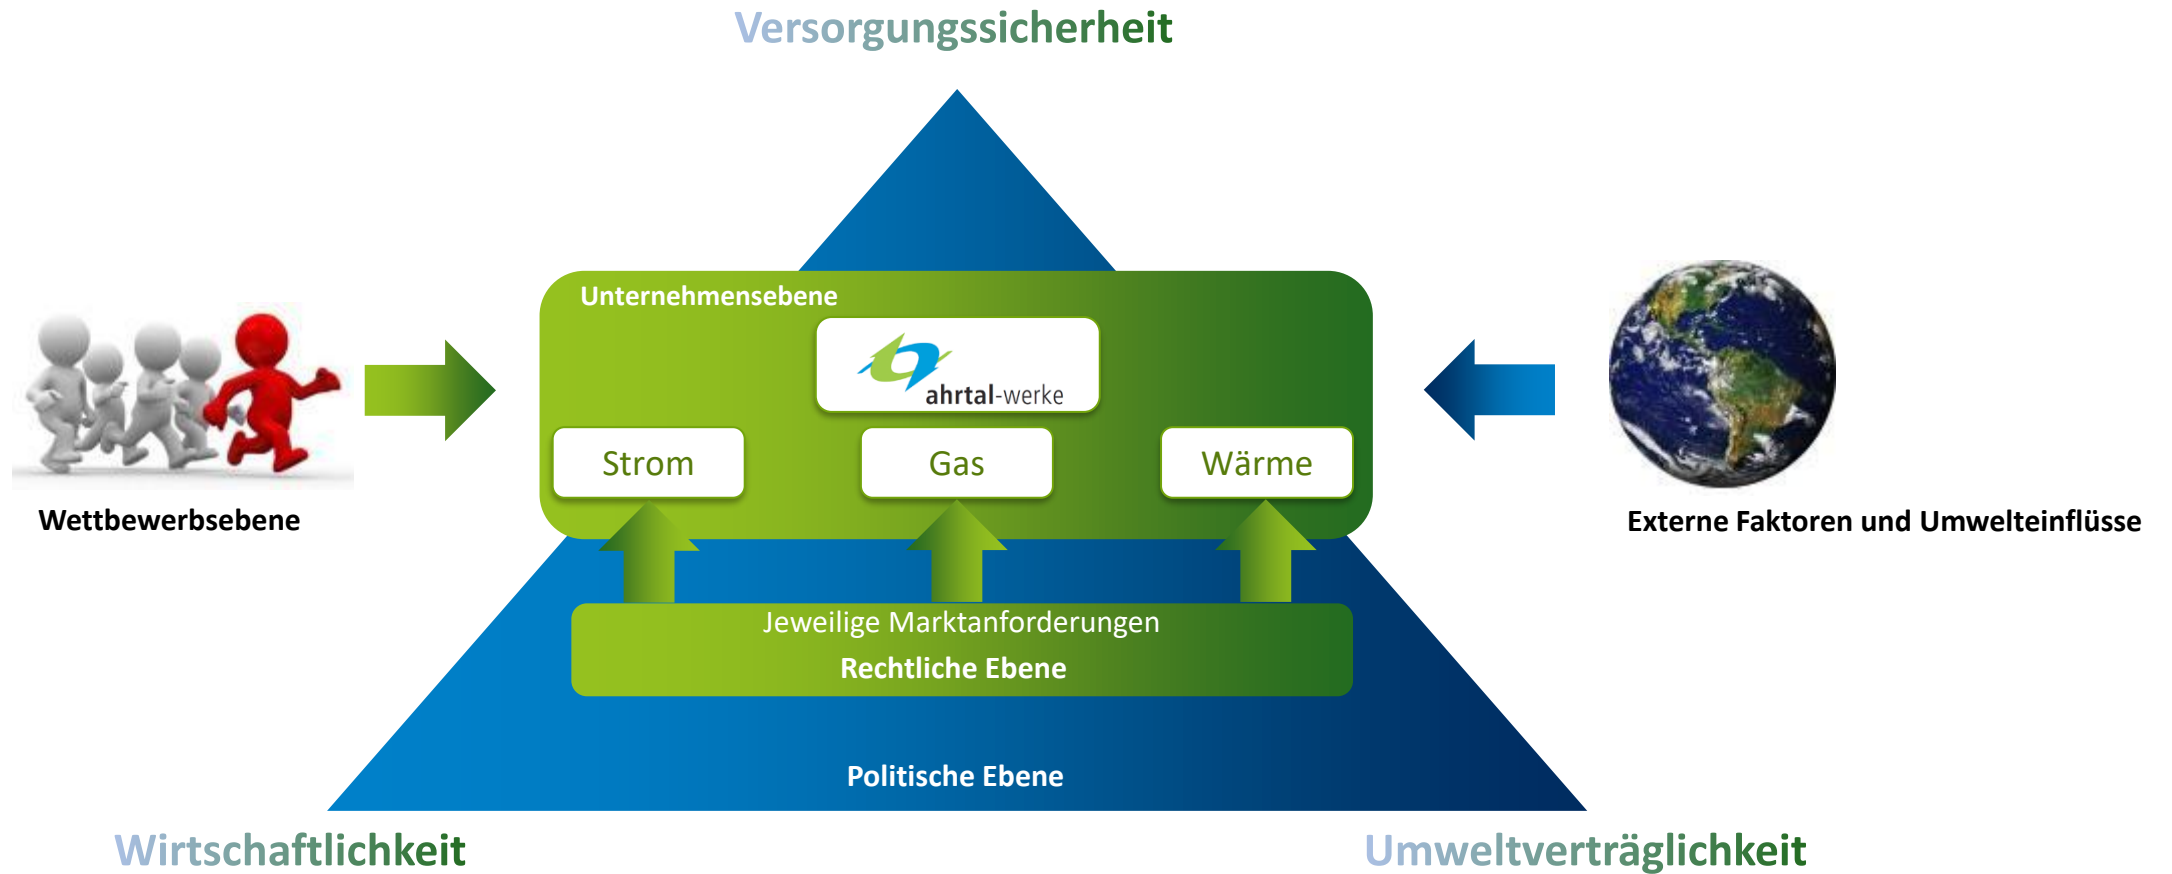 Versorgungssicherheit
Unternehmensebene
ahrtal-werke
Strom
Gas
Wärme
Wettbewerbsebene
Externe Faktoren und Umwelteinflüsse
Jeweilige Marktanforderungen
Rechtliche Ebene
Politische Ebene
Wirtschaftlichkeit
Umweltverträglichkeit